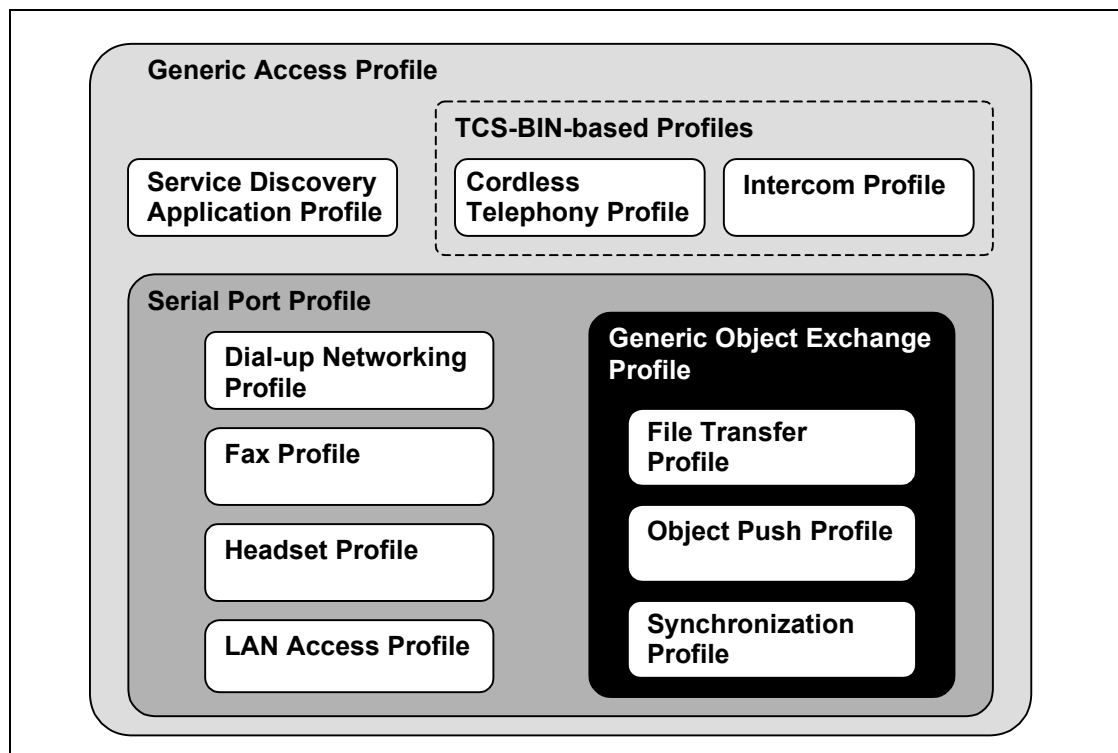 Generic Access Profile
TCS-BIN-based Profiles
Service Discovery
Application Profile
Cordless
Telephony Profile
Intercom Profile
Serial Port Profile
Dial-up Networking
Profile
Fax Profile
Headset Profile
LAN Access Profile
Generic Object Exchange
Profile
File Transfer
Profile
Object Push Profile
Synchronization
Profile